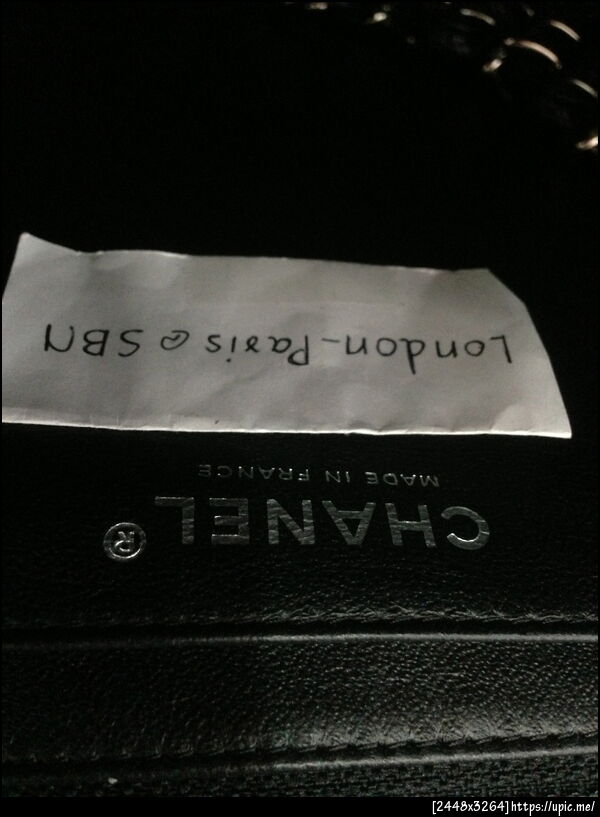 London-Paris @ SBN
CHANEL®
MADE IN FRANCE
[2448x3264]https://upic.me/